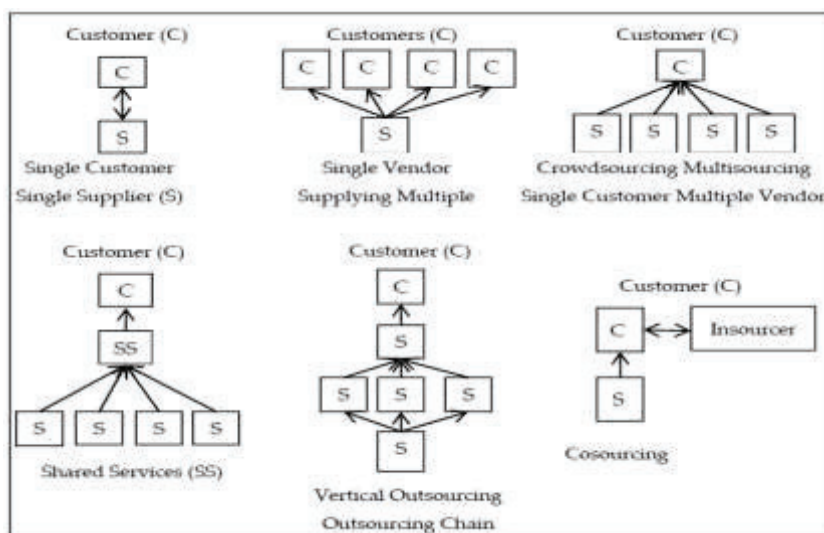 Customer (C)
C
S
Single Customer
Single Supplier (S)
Customers (C)
C C C C
S
Single Vendor
Supplying Multiple
Customer (C)
C
S S S S
Crowdsourcing Multisourcing
Single Customer Multiple Vendor
Customer (C)
C
SS
S S S S
Shared Services (SS)
Customer (C)
C
S
S S S
S
Vertical Outsourcing
Outsourcing Chain
Customer (C)
C Insourcer
S
Cosourcing